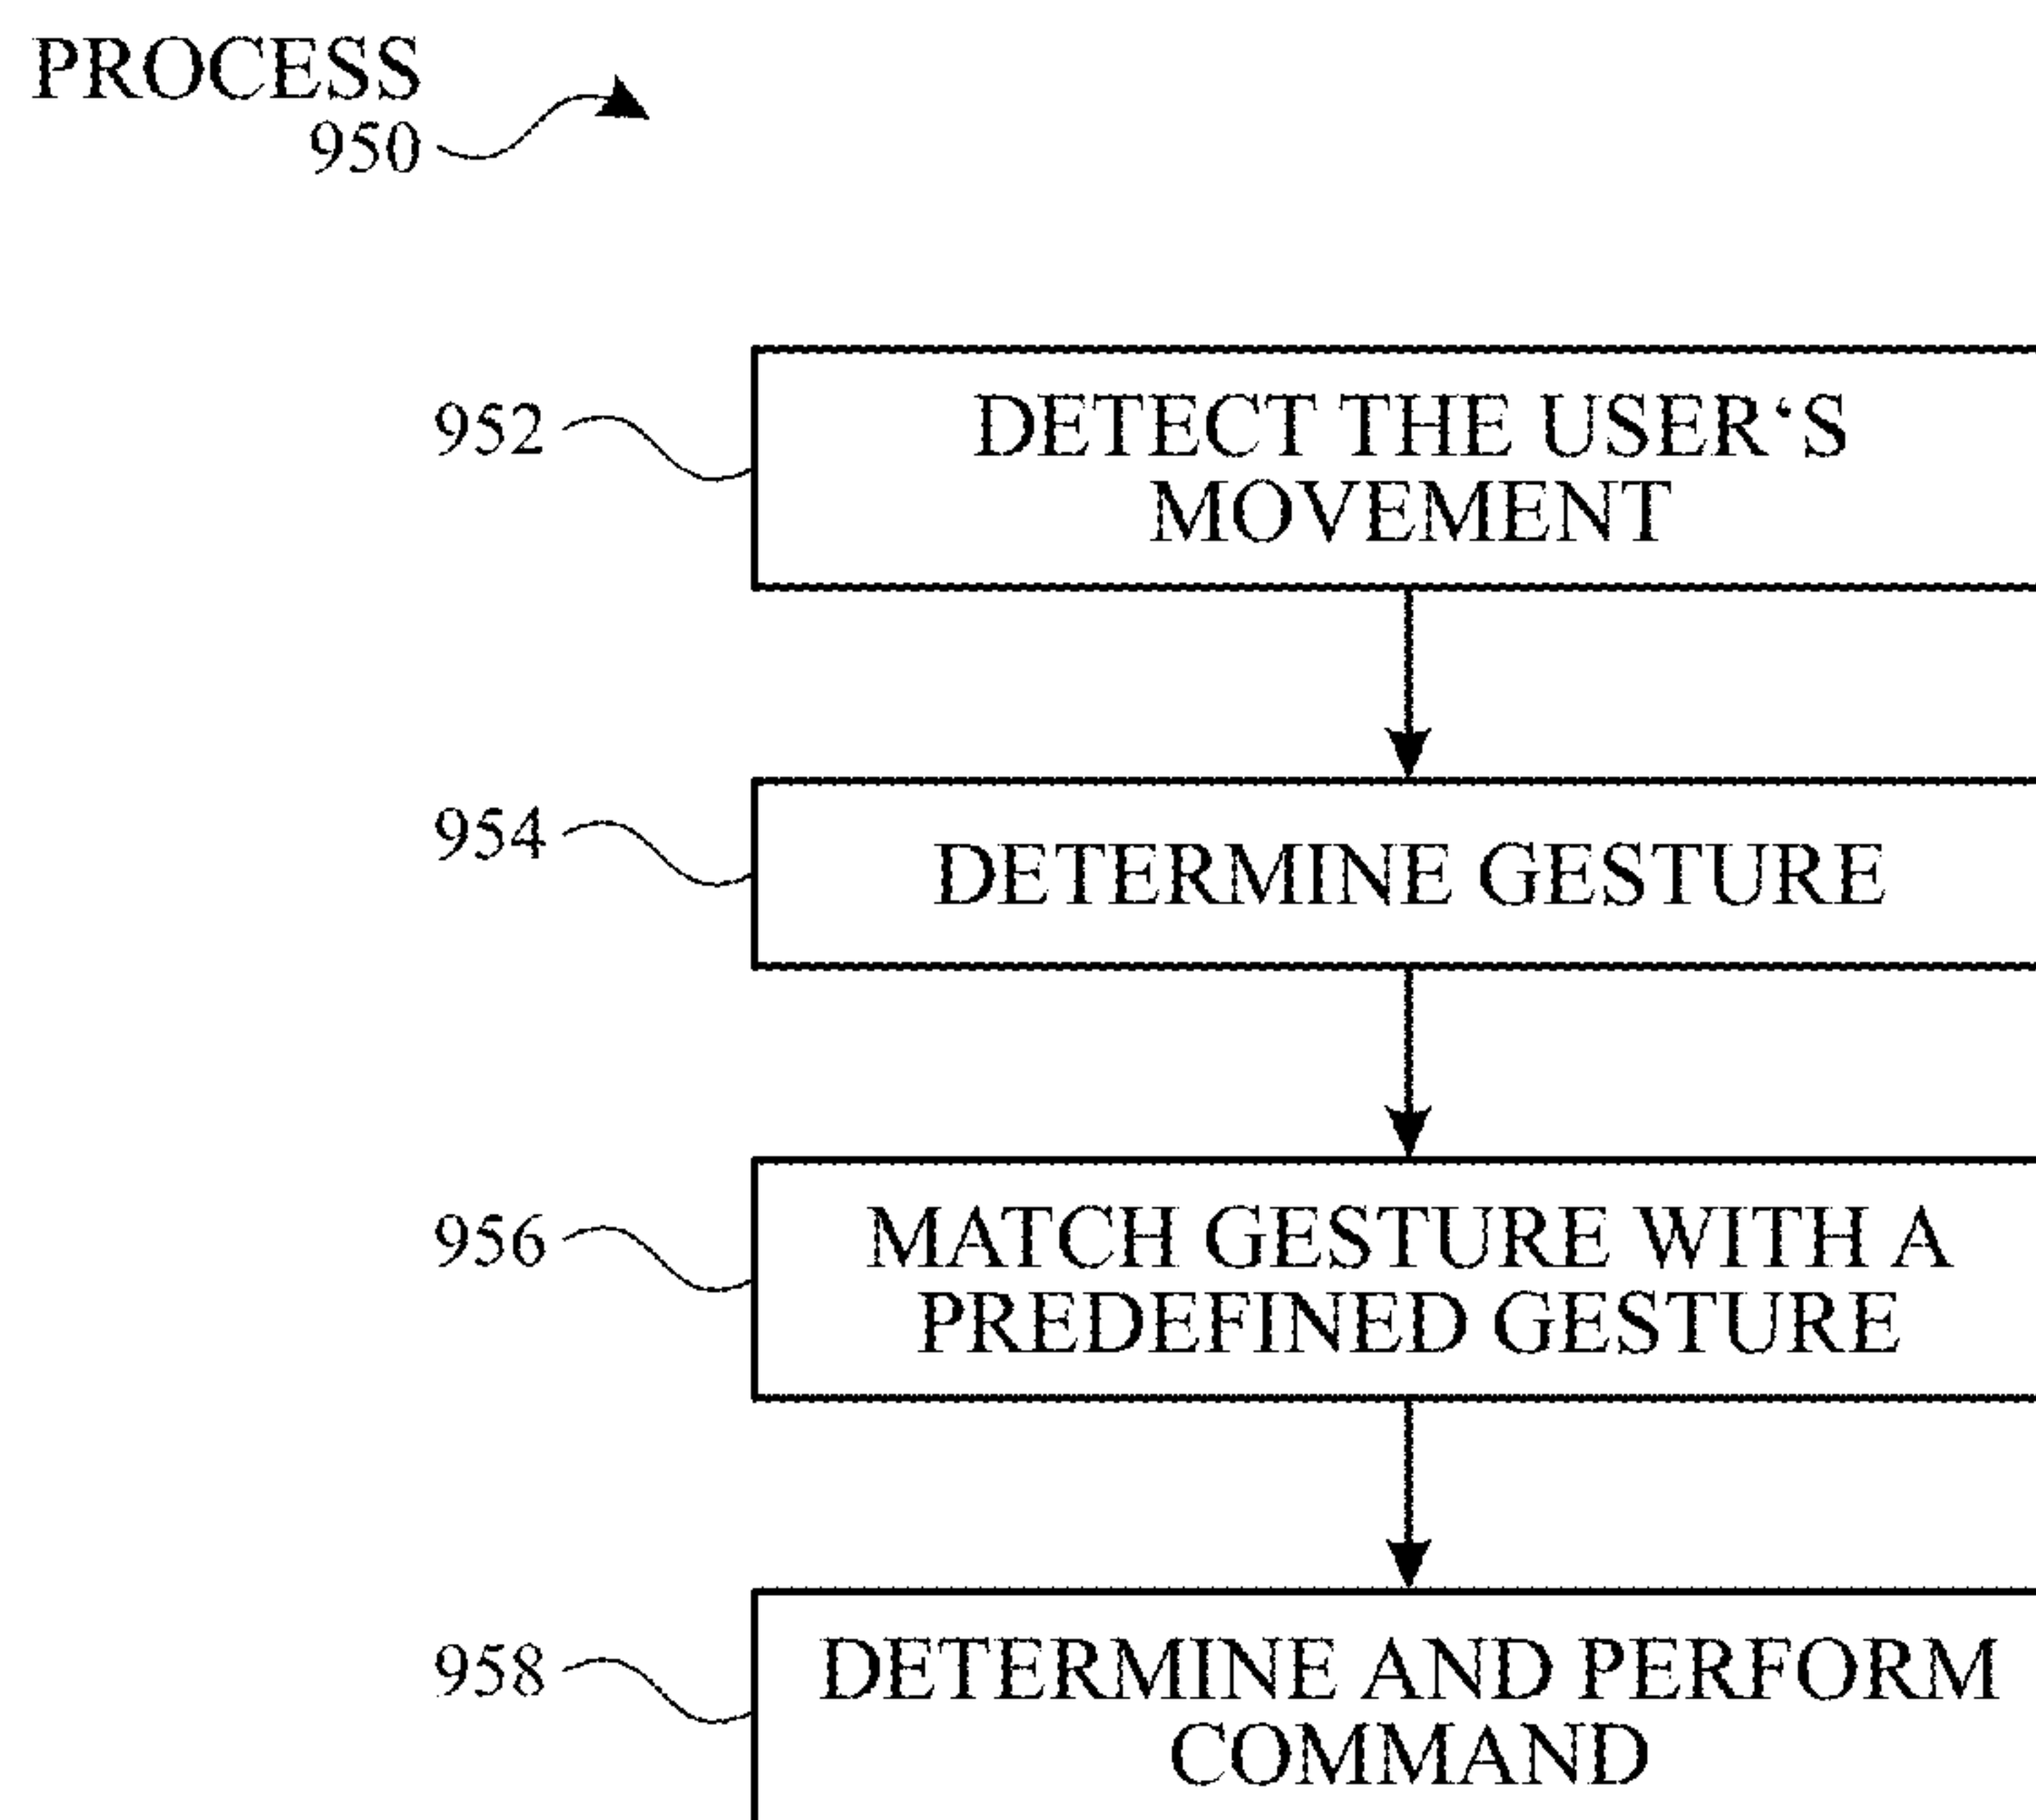 PROCESS
950
952
DETECT THE USER‘S
MOVEMENT
954
DETERMINE GESTURE
956
MATCH GESTURE WITH A
PREDEFINED GESTURE
958
DETERMINE AND PERFORM
COMMAND